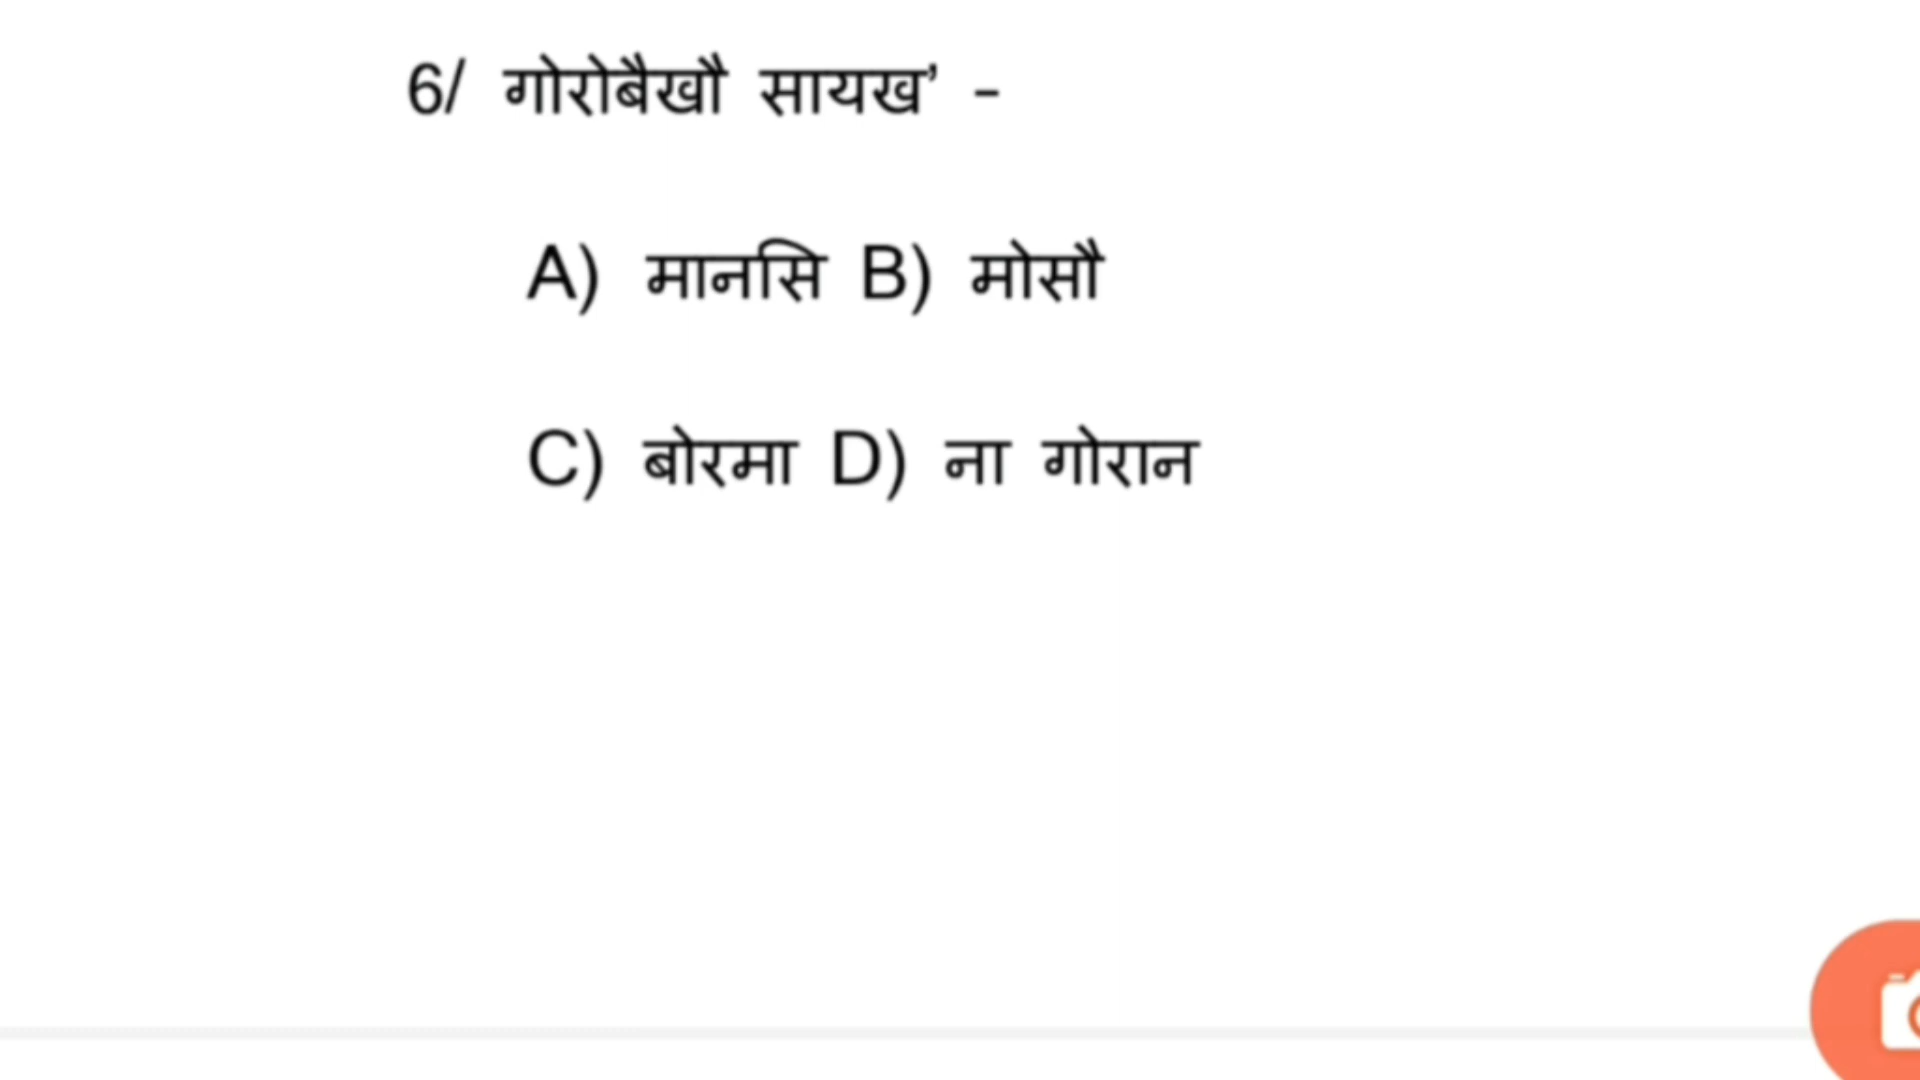 6/ गोरोबैखौ सायख’ -
A) मानसि B) मोसौ
C) बोरमा D) ना गोरान